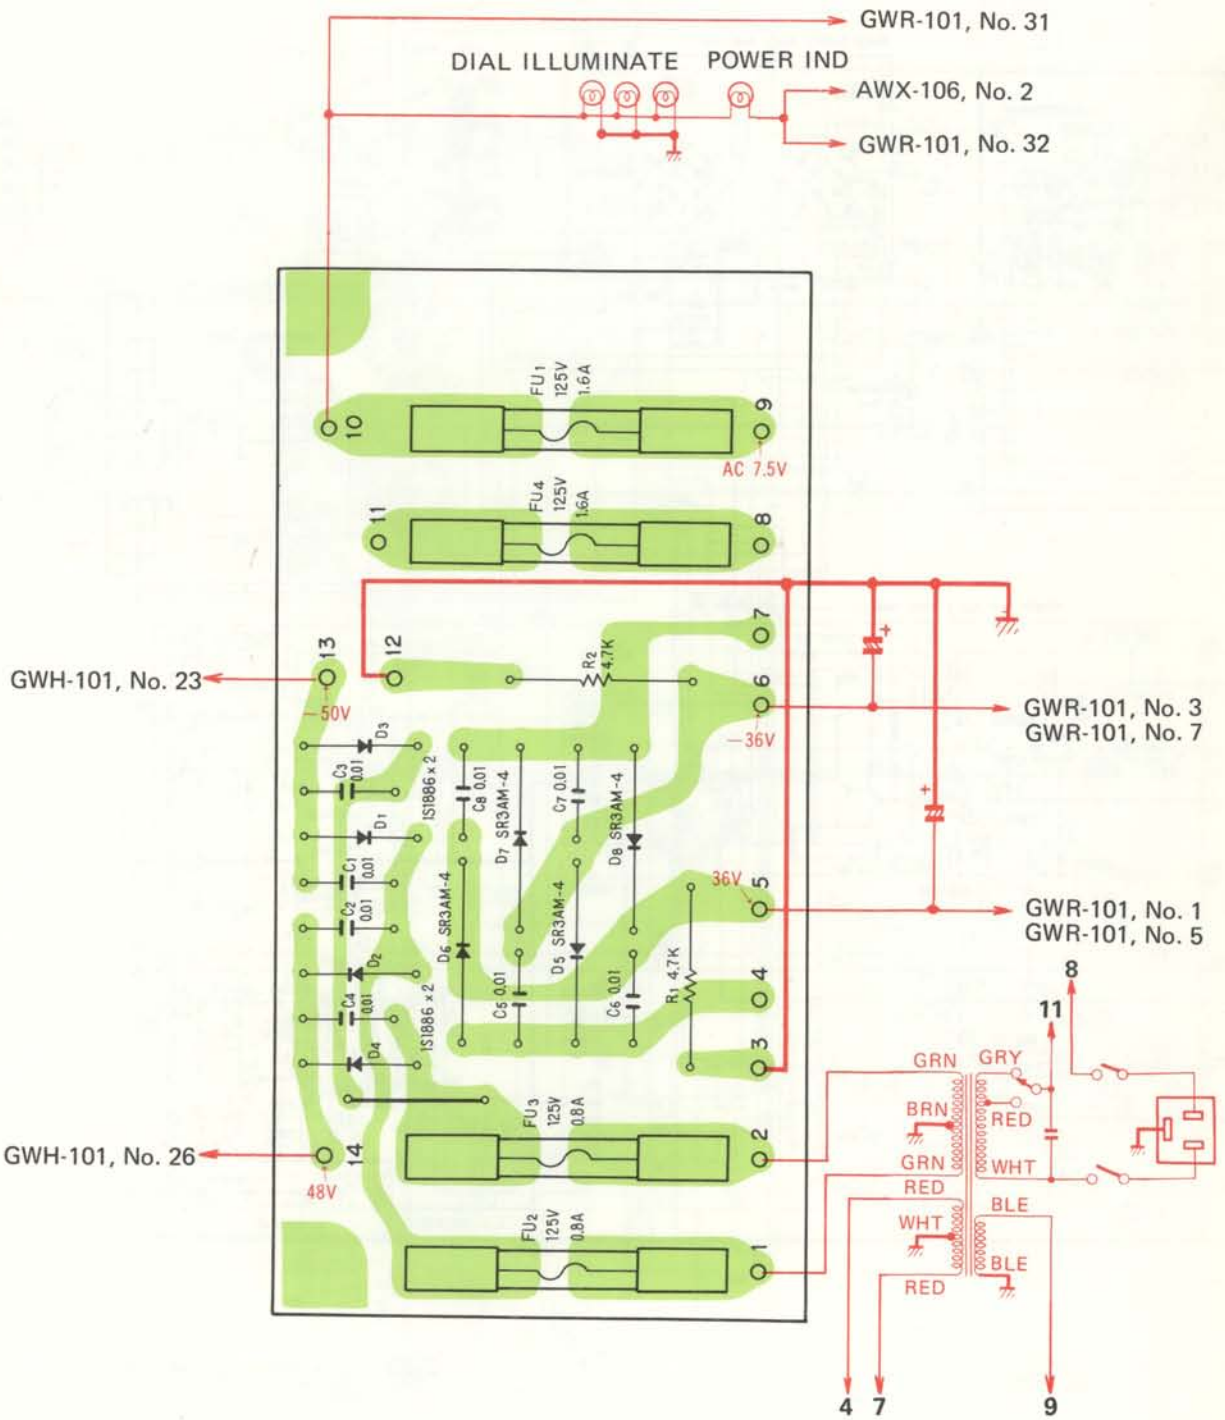 GWR-101, No. 31
DIAL ILLUMINATE POWER IND
AWX-106, No. 2
GWR-101, No. 32
FU1 125V 1.6A
10
9
AC 7.5V
FU4 125V 1.6A
11
8
7
13
12
R2 4.7K
6
GWH-101, No. 23
−50V
−36V
GWR-101, No. 3
GWR-101, No. 7
+
D3
C3 0.01
1S1886 x 2
C8 0.01
D7 SR3AM-4
C7 0.01
D8 SR3AM-4
+
D1
C1 0.01
C2 0.01
D6 SR3AM-4
D5 SR3AM-4
36V
5
GWR-101, No. 1
GWR-101, No. 5
D2
C4 0.01
1S1886 x 2
C5 0.01
C6 0.01
R1 4.7K
4
D4
3
8
11
GRN
GRY
BRN
RED
GRN
WHT
RED
BLE
WHT
BLE
RED
FU3 125V 0.8A
2
14
GWH-101, No. 26
48V
FU2 125V 0.8A
1
4
7
9